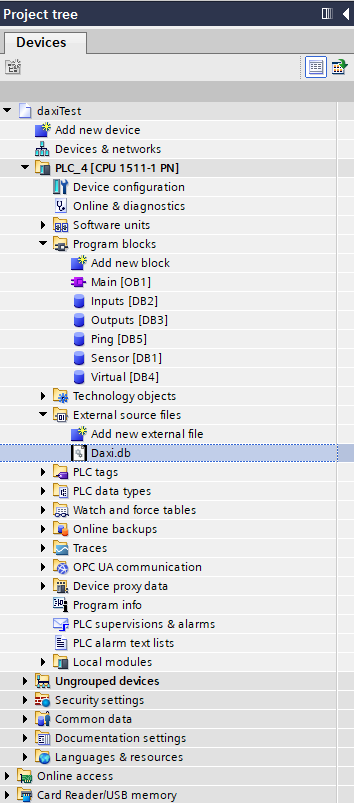 Project tree
Devices
daxiTest
Add new device
Devices & networks
PLC_4 [CPU 1511-1 PN]
Device configuration
Online & diagnostics
Software units
Program blocks
Add new block
Main [OB1]
Inputs [DB2]
Outputs [DB3]
Ping [DB5]
Sensor [DB1]
Virtual [DB4]
Technology objects
External source files
Add new external file
Daxi.db
PLC tags
PLC data types
Watch and force tables
Online backups
Traces
OPC UA communication
Device proxy data
Program info
PLC supervisions & alarms
PLC alarm text lists
Local modules
Ungrouped devices
Security settings
Common data
Documentation settings
Languages & resources
Online access
Card Reader/USB memory